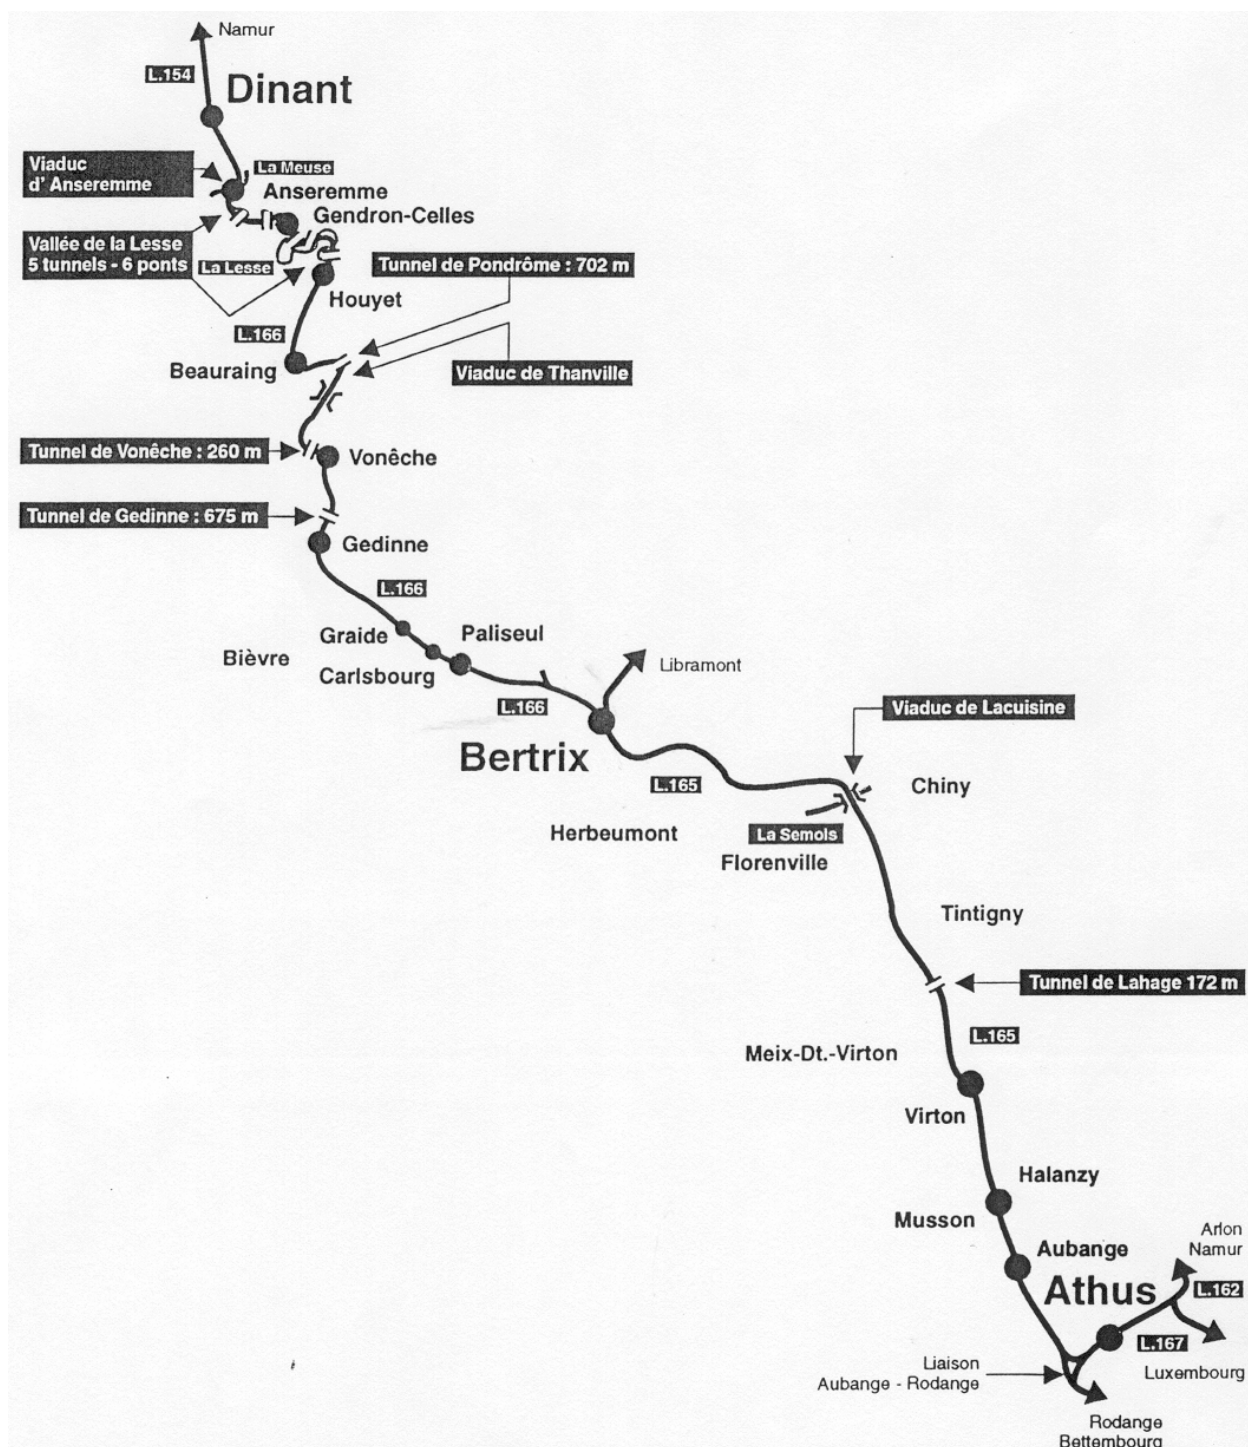 Namur
L.154
Dinant
Viaduc
d' Anseremme
La Meuse
Anseremme
Gendron-Celles
Vallée de la Lesse
5 tunnels - 6 ponts
La Lesse
Tunnel de Pondrôme : 702 m
Houyet
L.166
Beauraing
Viaduc de Thanville
Tunnel de Vonêche : 260 m
Vonêche
Tunnel de Gedinne : 675 m
Gedinne
L.166
Graide
Paliseul
Bièvre
Carlsbourg
Libramont
L.166
Viaduc de Lacuisine
Bertrix
L.165
Chiny
Herbeumont
La Semois
Florenville
Tintigny
Tunnel de Lahage 172 m
L.165
Meix-Dt.-Virton
Virton
Halanzy
Musson
Arlon
Namur
Aubange
Athus
L.162
L.167
Liaison
Aubange - Rodange
Luxembourg
Rodange
Bettembourg